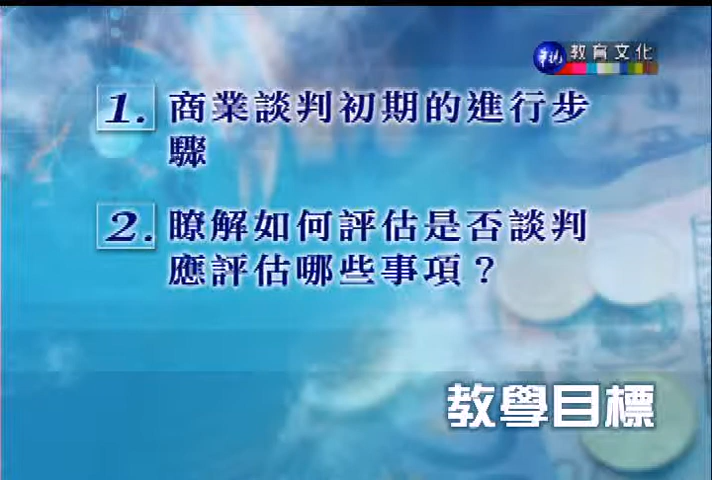 華視 教育文化
1. 商業談判初期的進行步
驟
2. 瞭解如何評估是否談判
應評估哪些事項？
教學目標